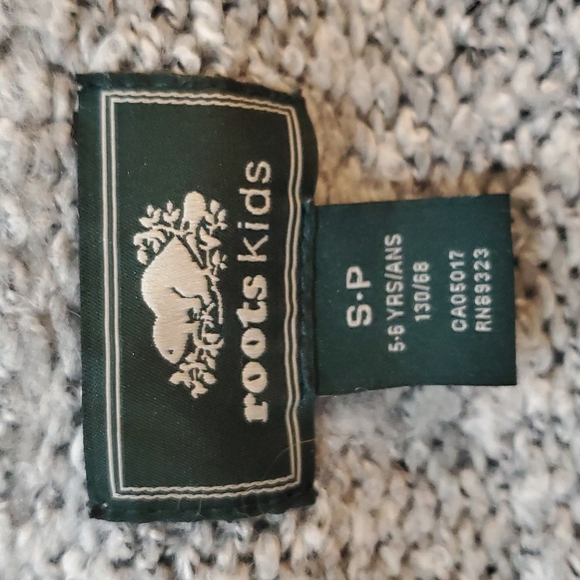 roots kids
S·P
5-6 YRS/ANS
130/68
CA05017
RN89323